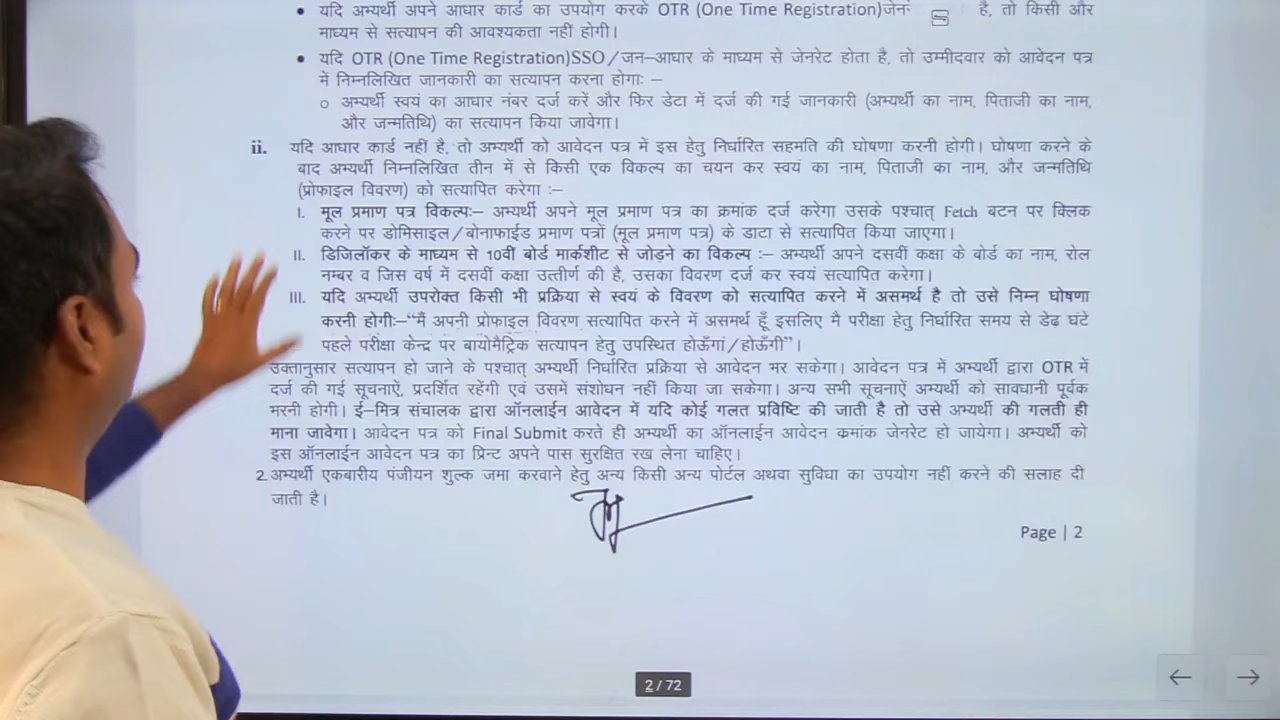 • यदि अभ्यर्थी अपने आधार कार्ड का उपयोग करके OTR (One Time Registration) है, तो किसी और
माध्यम से सत्यापन की आवश्यकता नहीं होगी।
• यदि OTR (One Time Registration)SSO/जन–आधार के माध्यम से जेनरेट होता है, तो उम्मीदवार को आवेदन पत्र
में निम्नलिखित जानकारी का सत्यापन करना होगाः –
o अभ्यर्थी स्वयं का आधार नंबर दर्ज करें और फिर डेटा में दर्ज की गई जानकारी (अभ्यर्थी का नाम, पिताजी का नाम,
और जन्मतिथि) का सत्यापन किया जावेगा।
ii. यदि आधार कार्ड नहीं है, तो अभ्यर्थी को आवेदन पत्र में इस हेतु निर्धारित सहमति की घोषणा करनी होगी। घोषणा करने के
बाद अभ्यर्थी निम्नलिखित तीन में से किसी एक विकल्प का चयन कर स्वयं का नाम, पिताजी का नाम, और जन्मतिथि
(प्रोफाइल विवरण) को सत्यापित करेगा :–
I. मूल प्रमाण पत्र विकल्पः– अभ्यर्थी अपने मूल प्रमाण पत्र का क्रमांक दर्ज करेगा उसके पश्चात् Fetch बटन पर क्लिक
करने पर डोमिसाइल/बोनाफाईड प्रमाण पत्रों (मूल प्रमाण पत्र) के डाटा से सत्यापित किया जाएगा।
II. डिजिलॉकर के माध्यम से 10वीं बोर्ड मार्कशीट से जोड़ने का विकल्प :– अभ्यर्थी अपने दसवीं कक्षा के बोर्ड का नाम, रोल
नम्बर व जिस वर्ष में दसवीं कक्षा उत्तीर्ण की है, उसका विवरण दर्ज कर स्वयं सत्यापित करेगा।
III. यदि अभ्यर्थी उपरोक्त किसी भी प्रक्रिया से स्वयं के विवरण को सत्यापित करने में असमर्थ है तो उसे निम्न घोषणा
करनी होगीः–“मैं अपनी प्रोफाइल विवरण सत्यापित करने में असमर्थ हूँ इसलिए मै परीक्षा हेतु निर्धारित समय से डेढ़ घंटे
पहले परीक्षा केन्द्र पर बायोमैट्रिक सत्यापन हेतु उपस्थित होऊँगां/होऊँगी”।
उक्तानुसार सत्यापन हो जाने के पश्चात् अभ्यर्थी निर्धारित प्रक्रिया से आवेदन भर सकेगा। आवेदन पत्र में अभ्यर्थी द्वारा OTR में
दर्ज की गई सूचनाऐं, प्रदर्शित रहेंगी एवं उसमें संशोधन नहीं किया जा सकेगा। अन्य सभी सूचनाऐं अभ्यर्थी को सावधानी पूर्वक
भरनी होगी। ई–मित्र संचालक द्वारा ऑनलाईन आवेदन में यदि कोई गलत प्रविष्टि की जाती है तो उसे अभ्यर्थी की गलती ही
माना जावेगा। आवेदन पत्र को Final Submit करते ही अभ्यर्थी का ऑनलाईन आवेदन क्रमांक जेनरेट हो जायेगा। अभ्यर्थी को
इस ऑनलाईन आवेदन पत्र का प्रिन्ट अपने पास सुरक्षित रख लेना चाहिए।
2. अभ्यर्थी एकबारीय पंजीयन शुल्क जमा करवाने हेतु अन्य किसी अन्य पोर्टल अथवा सुविधा का उपयोग नहीं करने की सलाह दी
जाती है।
Page | 2
2 / 72